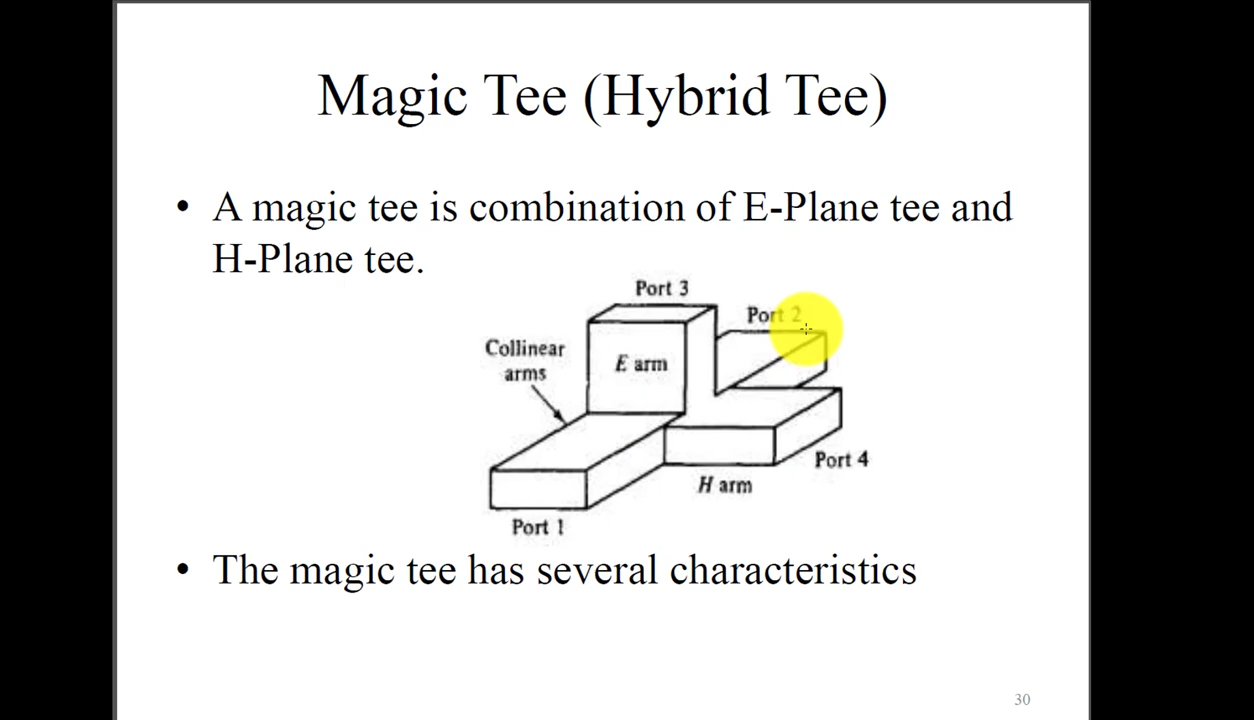 Magic Tee (Hybrid Tee)
• A magic tee is combination of E-Plane tee and
H-Plane tee.
Port 3
Port 2
Collinear
arms
E arm
Port 4
H arm
Port 1
• The magic tee has several characteristics
30